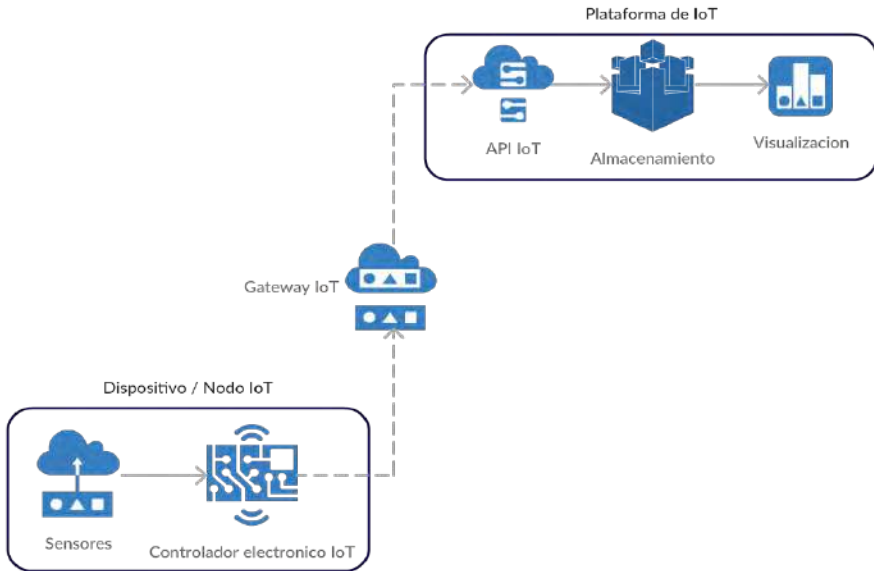 Plataforma de IoT
API IoT
Almacenamiento
Visualizacion
Gateway IoT
Dispositivo / Nodo IoT
Sensores
Controlador electronico IoT